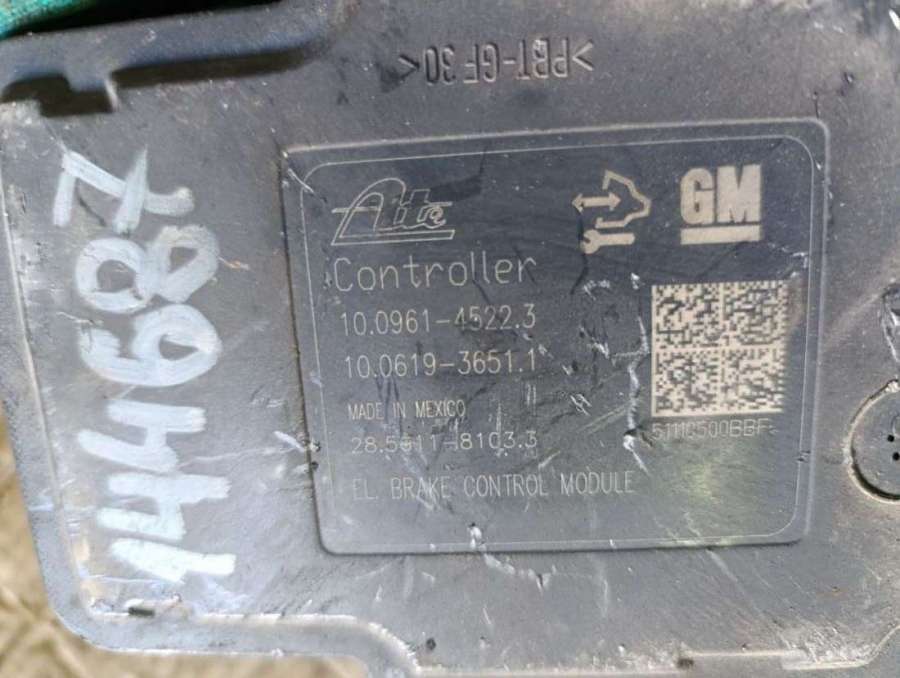 >PBT-GF30<
144687
Ate
GM
Controller
10.0961-4522.3
10.0619-3651.1
MADE IN MEXICO
EL. BRAKE CONTROL MODULE